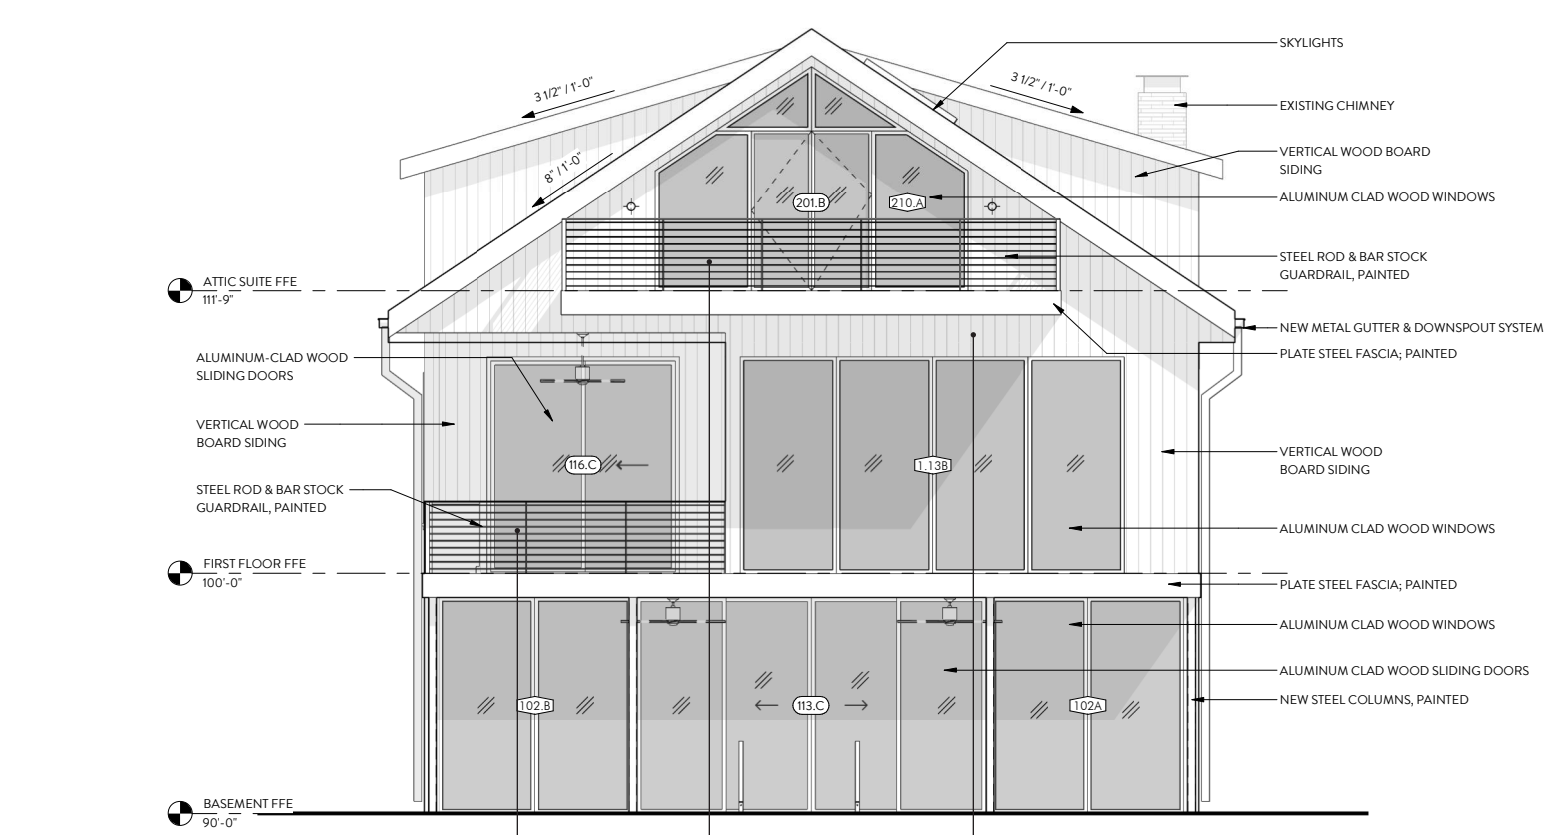 SKYLIGHTS
3 1/2" / 1'-0"
3 1/2" / 1'-0"
EXISTING CHIMNEY
8" / 1'-0"
VERTICAL WOOD BOARD
SIDING
201.B
210.A
ALUMINUM CLAD WOOD WINDOWS
STEEL ROD & BAR STOCK
GUARDRAIL, PAINTED
ATTIC SUITE FFE
111'-9"
NEW METAL GUTTER & DOWNSPOUT SYSTEM
PLATE STEEL FASCIA; PAINTED
ALUMINUM-CLAD WOOD
SLIDING DOORS
VERTICAL WOOD
BOARD SIDING
116.C
1.13B
VERTICAL WOOD
BOARD SIDING
STEEL ROD & BAR STOCK
GUARDRAIL, PAINTED
ALUMINUM CLAD WOOD WINDOWS
FIRST FLOOR FFE
100'-0"
PLATE STEEL FASCIA; PAINTED
ALUMINUM CLAD WOOD WINDOWS
ALUMINUM CLAD WOOD SLIDING DOORS
102.B
113.C
102A
NEW STEEL COLUMNS, PAINTED
BASEMENT FFE
90'-0"